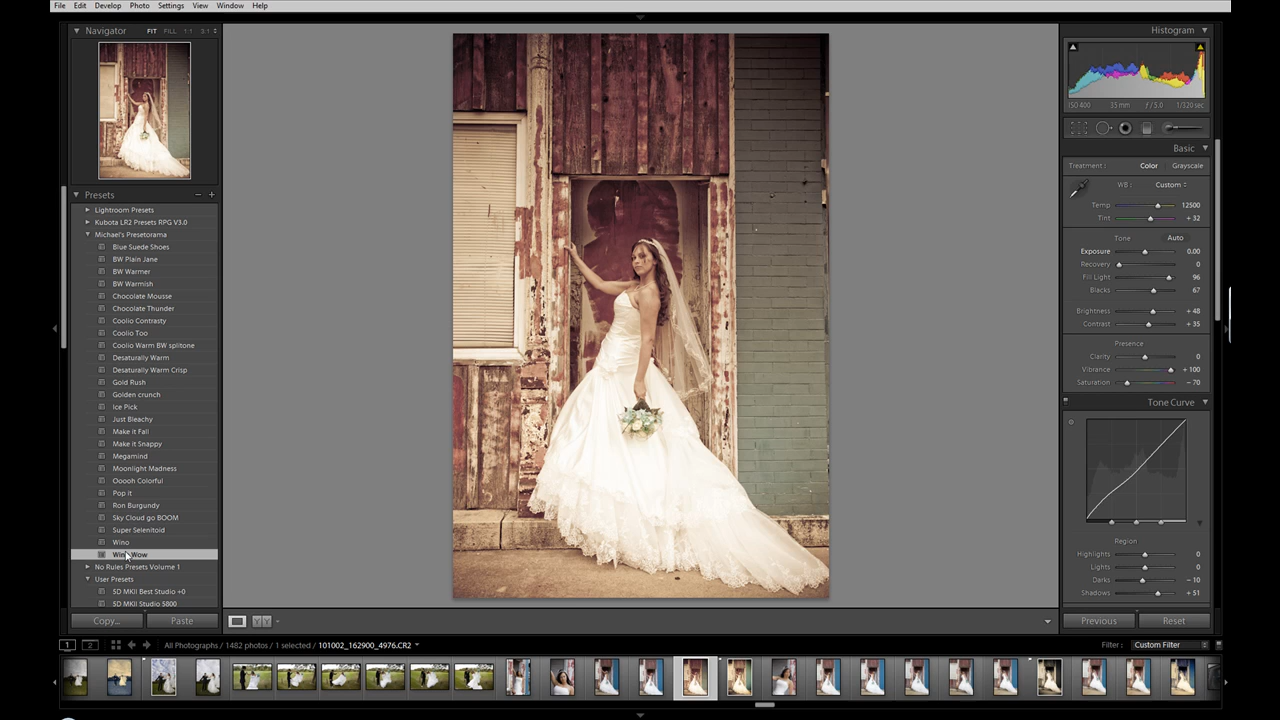 File Edit Develop Photo Settings View Window Help
Navigator FIT FILL 1:1 3:1
Presets
Lightroom Presets
Kubota LR2 Presets RPG V3.0
Michael's Presetorama
Blue Suede Shoes
BW Plain Jane
BW Warmer
BW Warmish
Chocolate Mousse
Chocolate Thunder
Coolio Contrasty
Coolio Too
Coolio Warm BW splitone
Desaturally Warm
Desaturally Warm Crisp
Gold Rush
Golden crunch
Ice Pick
Just Bleachy
Make it Fall
Make it Snappy
Megamind
Moonlight Madness
Ooooh Colorful
Pop it
Ron Burgundy
Sky Cloud go BOOM
Super Selenitoid
Wino
Wow
No Rules Presets Volume 1
User Presets
5D MKII Best Studio +0
5D MKII Studio 5800
Copy... Paste
Histogram
ISO 400 35 mm f / 5.0 1/320 sec
Basic
Treatment : Color Grayscale
WB : Custom
Temp 12500
Tint + 32
Tone Auto
Exposure 0.00
Recovery 0
Fill Light 96
Blacks 67
Brightness + 48
Contrast + 35
Presence
Clarity 0
Vibrance + 100
Saturation − 70
Tone Curve
Region
Highlights 0
Lights 0
Darks − 10
Shadows + 51
Previous Reset
1 2 All Photographs / 1482 photos / 1 selected / 101002_162900_4976.CR2 Filter : Custom Filter